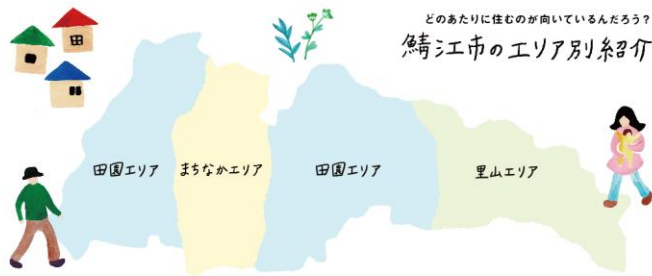 どのあたりに住むのが向いているんだろう？
鯖江市のエリア別紹介
田園エリア
まちなかエリア
田園エリア
里山エリア